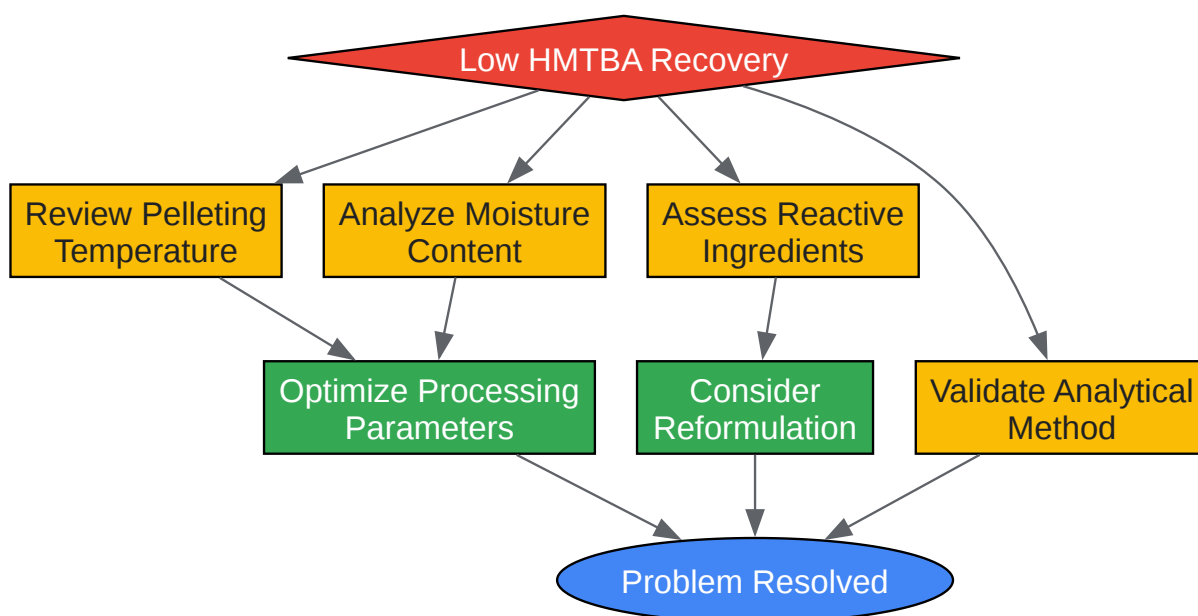 Low HMTBA Recovery
Review Pelleting
Temperature
Analyze Moisture
Content
Assess Reactive
Ingredients
Optimize Processing
Parameters
Consider
Reformulation
Validate Analytical
Method
Problem Resolved